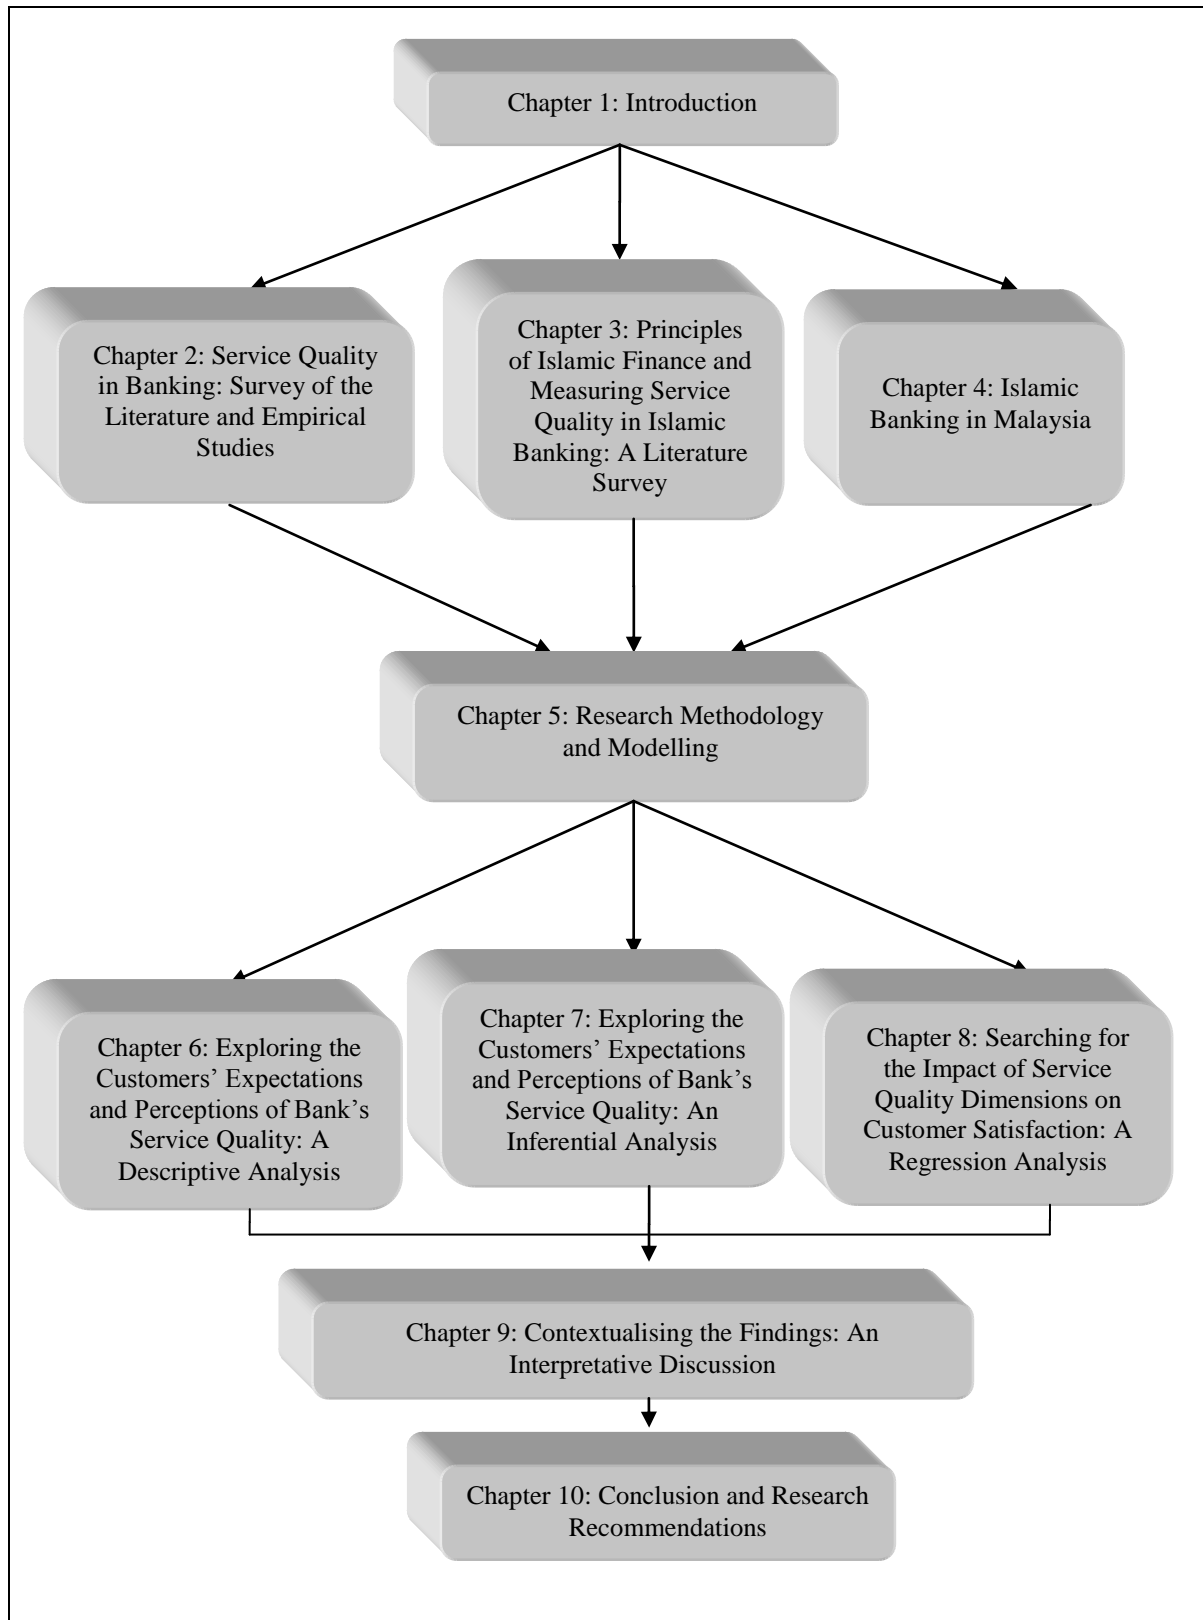 Chapter 1: Introduction
Chapter 2: Service Quality
in Banking: Survey of the
Literature and Empirical
Studies
Chapter 3: Principles
of Islamic Finance and
Measuring Service
Quality in Islamic
Banking: A Literature
Survey
Chapter 4: Islamic
Banking in Malaysia
Chapter 5: Research Methodology
and Modelling
Chapter 6: Exploring the
Customers’ Expectations
and Perceptions of Bank’s
Service Quality: A
Descriptive Analysis
Chapter 7: Exploring the
Customers’ Expectations
and Perceptions of Bank’s
Service Quality: An
Inferential Analysis
Chapter 8: Searching for
the Impact of Service
Quality Dimensions on
Customer Satisfaction: A
Regression Analysis
Chapter 9: Contextualising the Findings: An
Interpretative Discussion
Chapter 10: Conclusion and Research
Recommendations